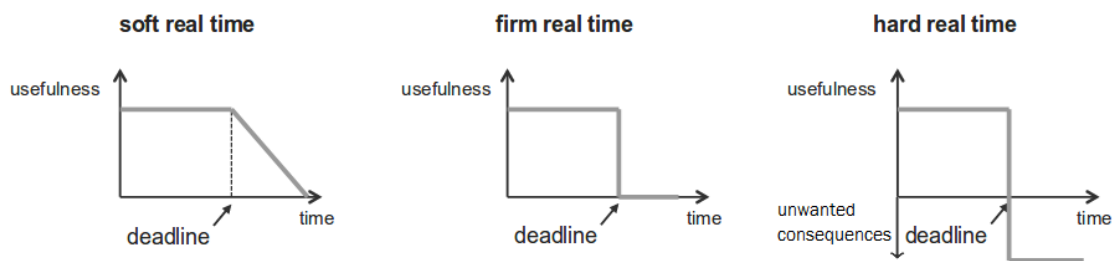 soft real time
usefulness
time
deadline
firm real time
usefulness
time
deadline
hard real time
usefulness
unwanted
consequences
time
deadline